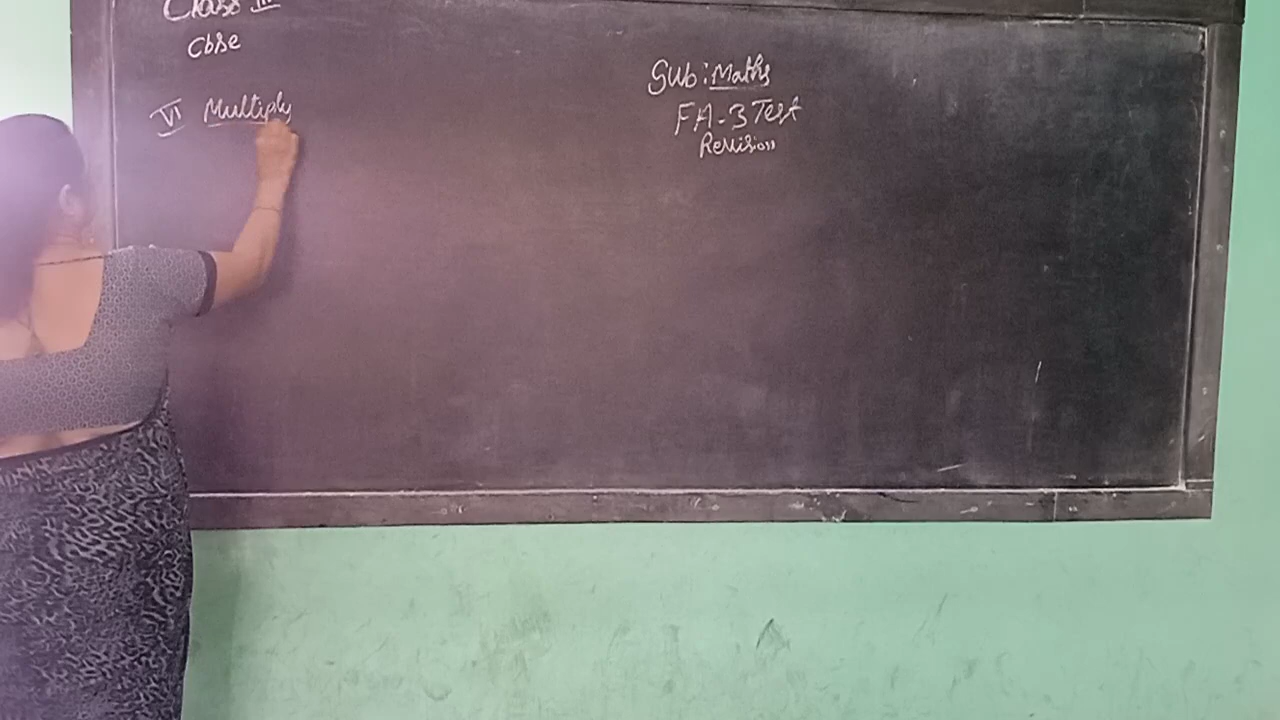 Class III
Cbse
Sub: Maths
FA-3 Test
Revision
VI Multiply